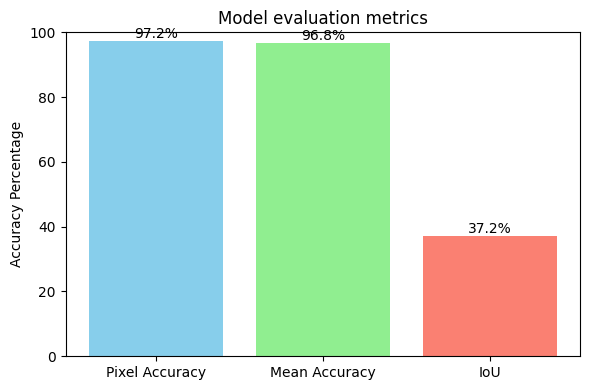 Model evaluation metrics
Accuracy Percentage
100
80
60
40
20
0
97.2%
96.8%
37.2%
Pixel Accuracy
Mean Accuracy
IoU